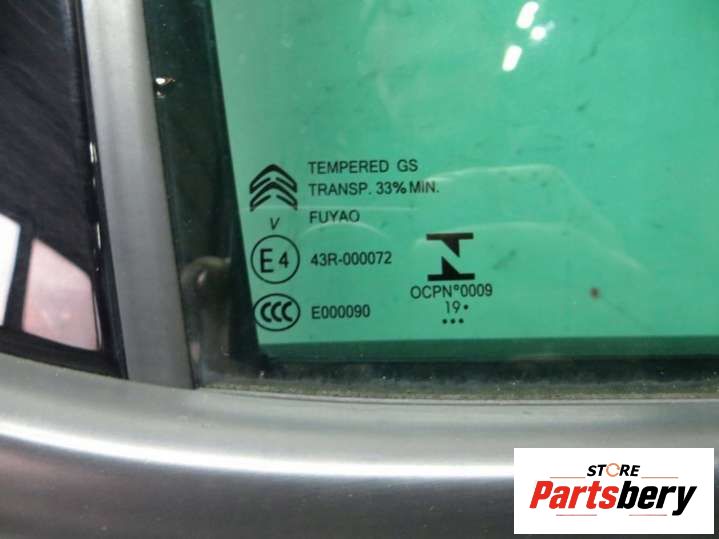 TEMPERED GS
TRANSP. 33% MIN.
V
FUYAO
E4
43R-000072
CCC
E000090
N
OCPN°0009
19•
•••
STORE
Partsbery